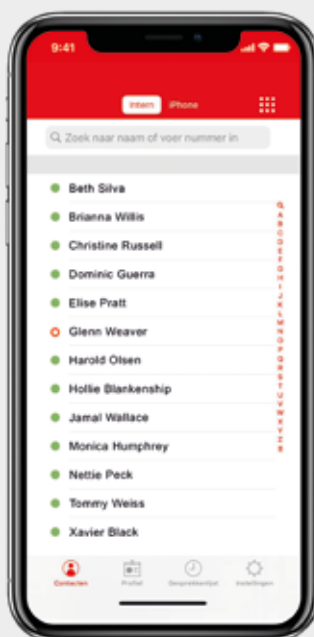 9:41
Intern iPhone
Zoek naar naam of voer nummer in
Beth Silva
Brianna Willis
Christine Russell
Dominic Guerra
Elise Pratt
Glenn Weaver
Harold Olsen
Hollie Blankenship
Jamal Wallace
Monica Humphrey
Nettie Peck
Tommy Weiss
Xavier Black
A
B
C
D
E
F
G
H
I
J
K
L
M
N
O
P
Q
R
S
T
U
V
W
X
Y
Z
#
Contacten Profiel Gesprekkenlijst Instellingen